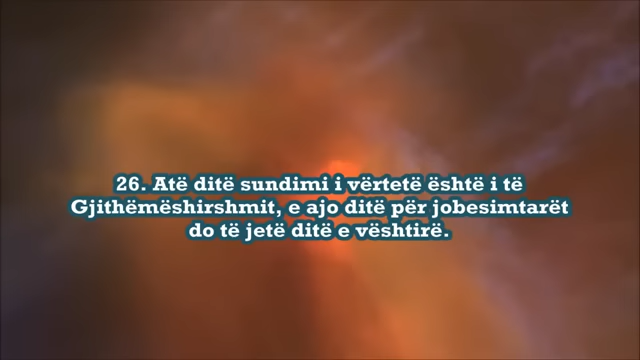 26. Atë ditë sundimi i vërtetë është i të
Gjithëmëshirshmit, e ajo ditë për jobesimtarët
do të jetë ditë e vështirë.